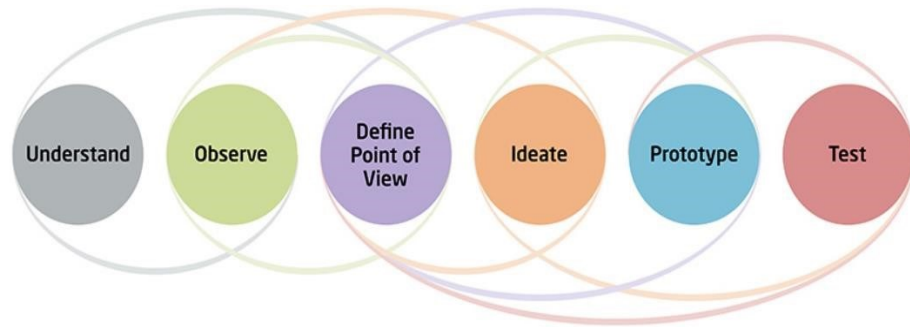 Understand
Observe
Define
Point of
View
Ideate
Prototype
Test